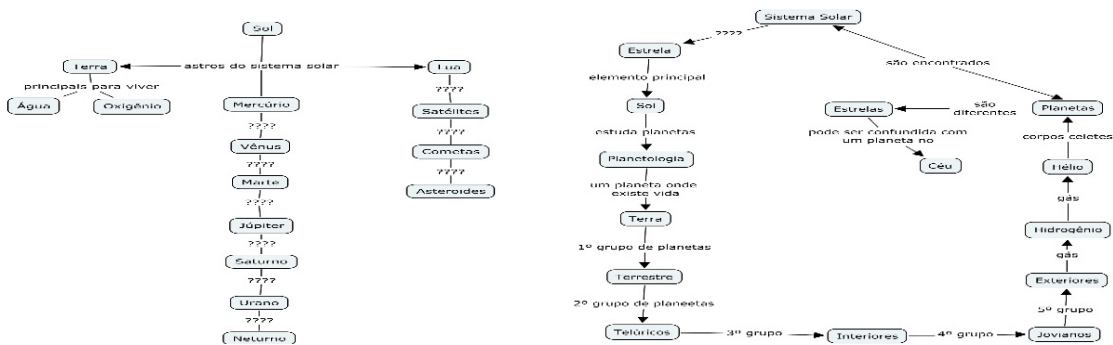 Sol
Terra
astros do sistema solar
Lua
principais para viver
????
Água
Oxigênio
Mercúrio
Satélites
????
????
Vênus
Cometas
????
????
Marte
Asteroides
????
Júpiter
????
Saturno
????
Urano
????
Neturno
Sistema Solar
????
Estrela
são encontrados
elemento principal
Sol
Estrelas
são
diferentes
Planetas
estuda planetas
pode ser confundida com
um planeta no
corpos celetes
Planetologia
Céu
Hélio
um planeta onde
existe vida
gás
Terra
Hidrogênio
1º grupo de planetas
gás
Terrestre
Exteriores
2º grupo de planeetas
5º grupo
Telúricos
3º grupo
Interiores
4º grupo
Jovianos